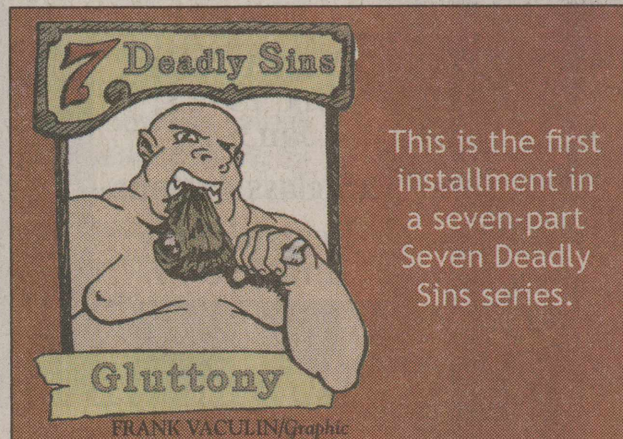 7 Deadly Sins
This is the first
installment in
a seven-part
Seven Deadly
Sins series.
Gluttony
FRANK VACULIN/Graphic